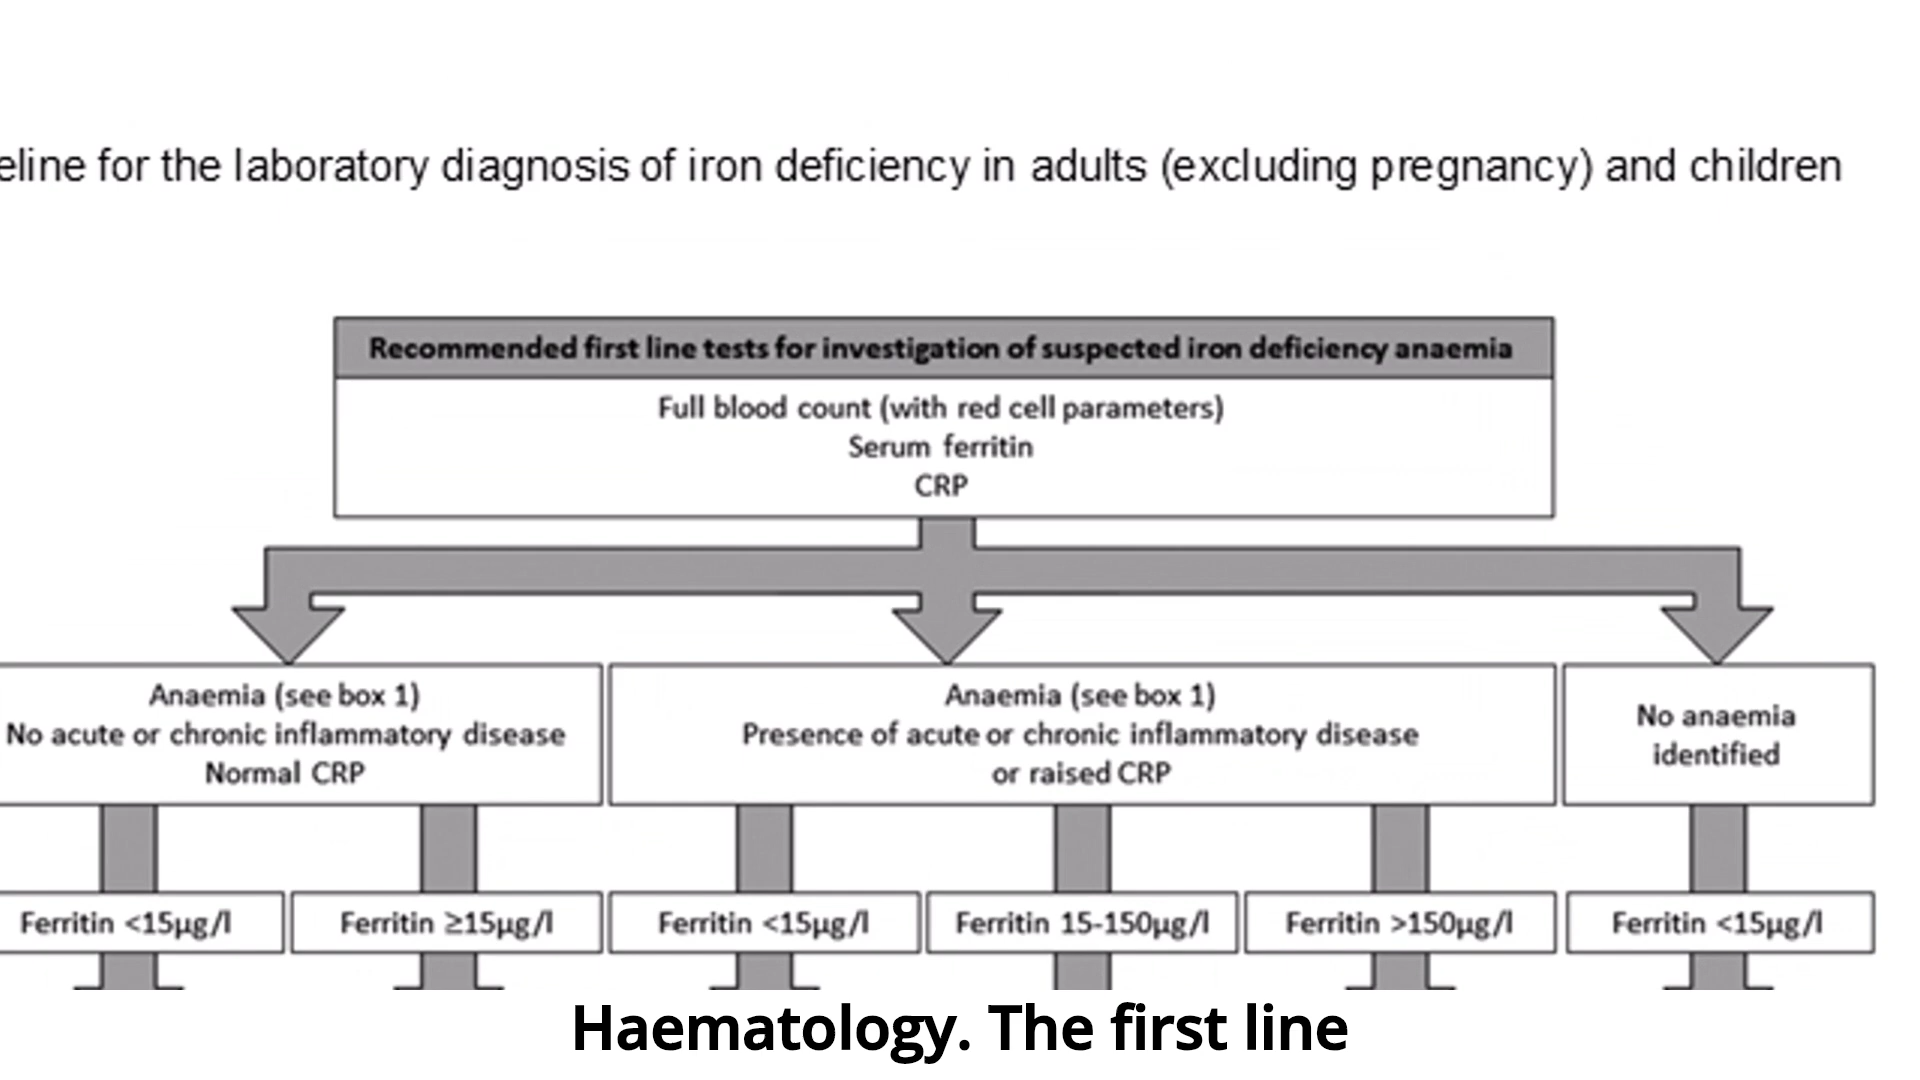 eline for the laboratory diagnosis of iron deficiency in adults (excluding pregnancy) and children
Recommended first line tests for investigation of suspected iron deficiency anaemia
Full blood count (with red cell parameters)
Serum ferritin
CRP
Anaemia (see box 1)
No acute or chronic inflammatory disease
Normal CRP
Anaemia (see box 1)
Presence of acute or chronic inflammatory disease
or raised CRP
No anaemia
identified
Ferritin <15µg/l
Ferritin ≥15µg/l
Ferritin <15µg/l
Ferritin 15-150µg/l
Ferritin >150µg/l
Ferritin <15µg/l
Haematology. The first line